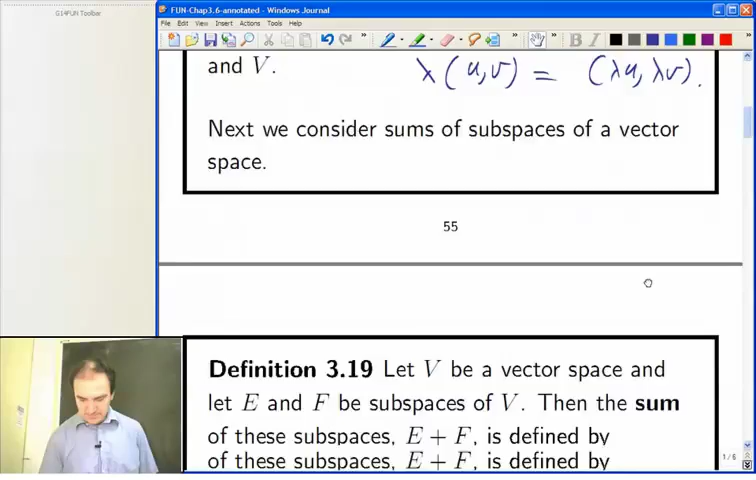 G14FUN Toolbar
FUN-Chap3.6-annotated - Windows Journal
File Edit View Insert Actions Tools Help
B I
and V. λ(u,v) = (λu, λv).
Next we consider sums of subspaces of a vector
space.
55
Definition 3.19 Let V be a vector space and
let E and F be subspaces of V. Then the sum
of these subspaces, E + F, is defined by
of these subspaces, E + F, is defined by
1/6